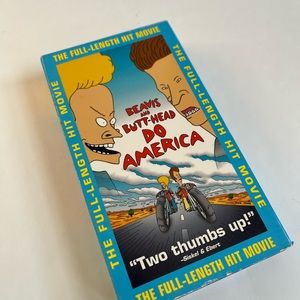 THE FULL-LENGTH HIT MOVIE
THE FULL-LENGTH HIT MOVIE
THE FULL-LENGTH HIT MOVIE
BEAVIS AND
BUTT-HEAD
DO
AMERICA
"Two thumbs up!"
-Siskel & Ebert
THE FULL-LENGTH HIT MOVIE